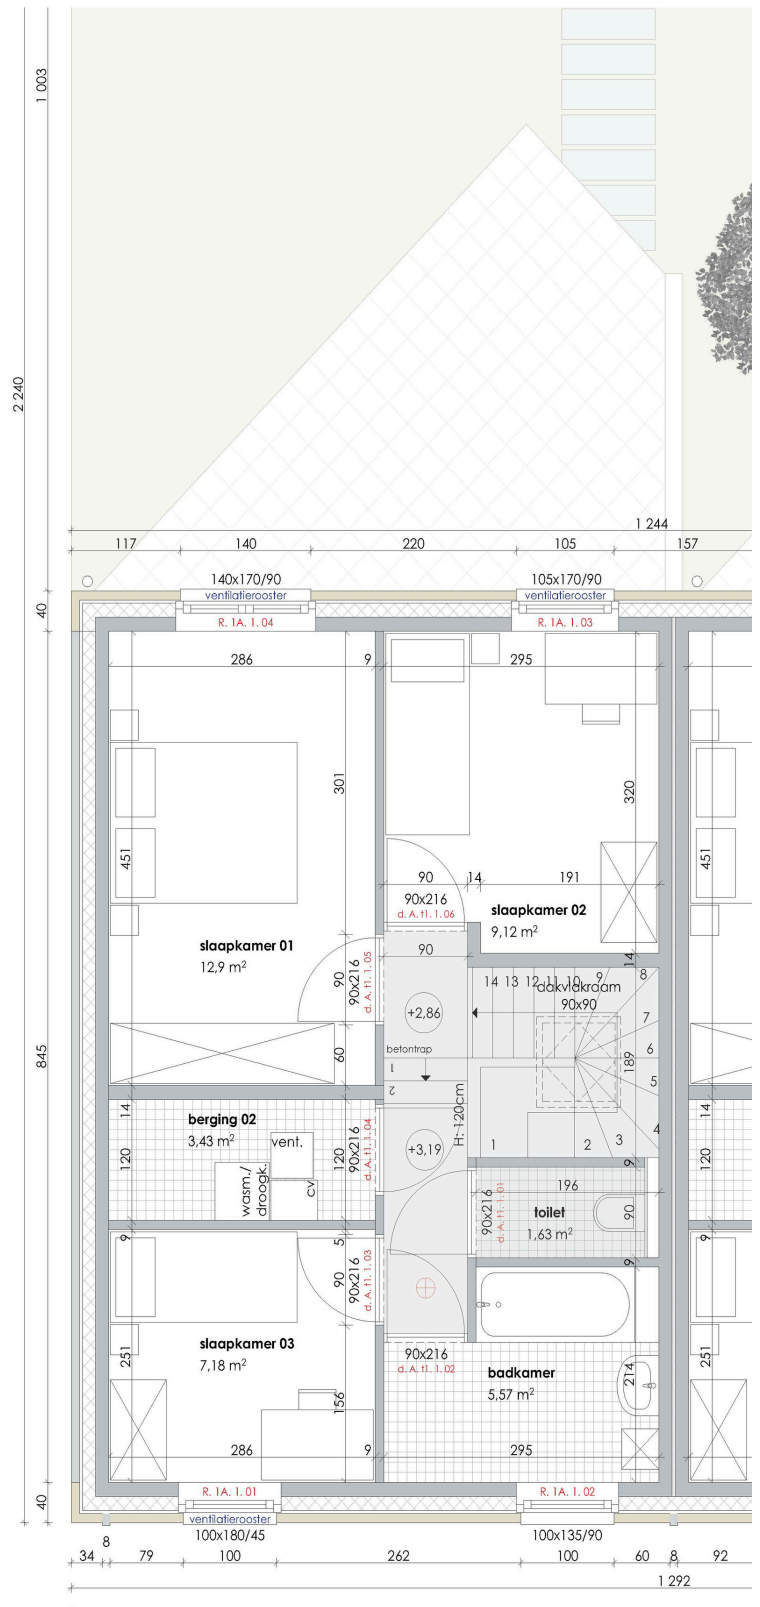 1 003
2 240
1 244
117 140 220 105 157
140x170/90 105x170/90
ventilatierooster ventilatierooster
R. 1A. 1. 04 R. 1A. 1. 03
40
286 9 295
301
320
451
451
90 14 191
90x216
d. A. t1. 1. 06
slaapkamer 02
9,12 m²
slaapkamer 01
12,9 m²
90
14
90
90x216
d. A. t1. 1. 05
14 13 12 11 10 9 8
dakvlakraam
90x90
7
6
5
4
+2,86
betontrap
1
2
189
60
845
H: 120cm
14
14
berging 02
3,43 m²
vent.
120
120
120
90x216
d. A. t1. 1. 04
wasm./
droogk.
cv
+3,19
1 2 3
9
196
90x216
d. A. t1. 1. 01
toilet
1,63 m²
90
9
9
9
5
90
90x216
d. A. t1. 1. 03
slaapkamer 03
7,18 m²
251
251
90x216
d. A. t1. 1. 02
badkamer
5,57 m²
214
156
286 9 295
40
R. 1A. 1. 01 R. 1A. 1. 02
ventilatierooster
100x180/45 100x135/90
8
34 79 100 262 100 60 8 92
1 292